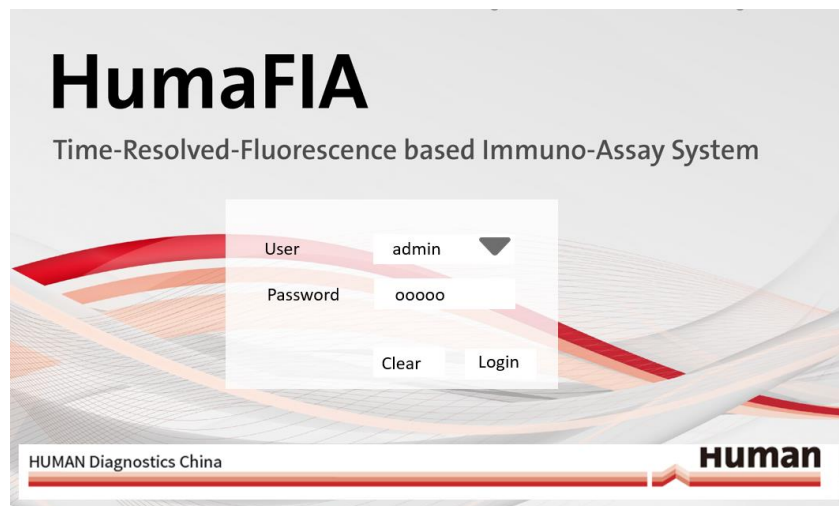 HumaFIA
Time-Resolved-Fluorescence based Immuno-Assay System
User admin
Password ooooo
Clear Login
HUMAN Diagnostics China
Human